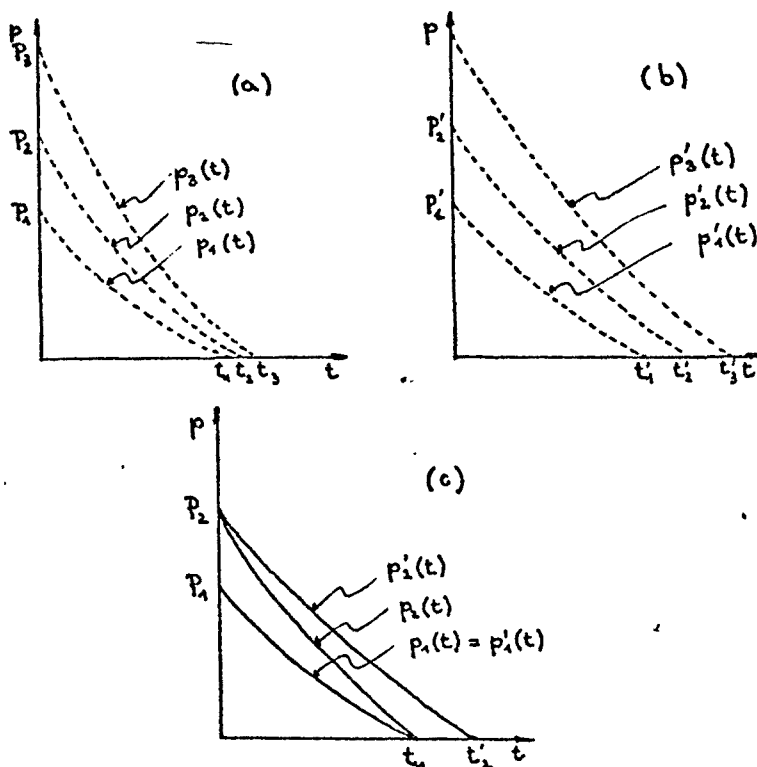 p
P₃
P₂
P₁
(a)
p₃(t)
p₂(t)
p₁(t)
t₁ t₂ t₃ t
p
P'₂
P'₁
(b)
p'₃(t)
p'₂(t)
p'₁(t)
t'₁ t'₂ t'₃ t
p
P₂
P₁
(c)
p'₂(t)
p₂(t)
p₁(t) = p'₁(t)
t'₂ t